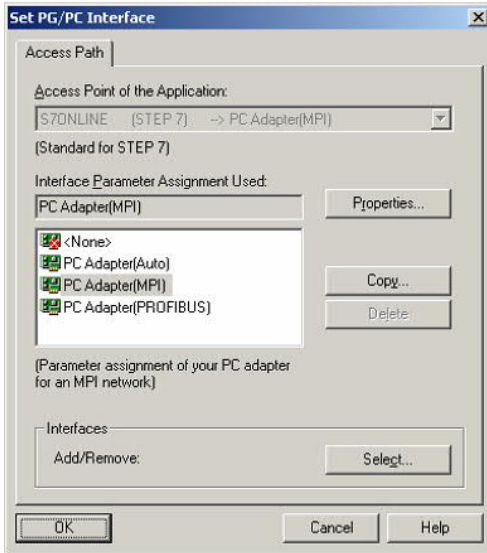 Set PG/PC Interface
Access Path
Access Point of the Application:
S7ONLINE (STEP 7) --> PC Adapter(MPI)
(Standard for STEP 7)
Interface Parameter Assignment Used:
PC Adapter(MPI)
Properties...
<None>
PC Adapter(Auto)
PC Adapter(MPI)
PC Adapter(PROFIBUS)
Copy...
Delete
(Parameter assignment of your PC adapter
for an MPI network)
Interfaces
Add/Remove:
Select...
OK
Cancel
Help